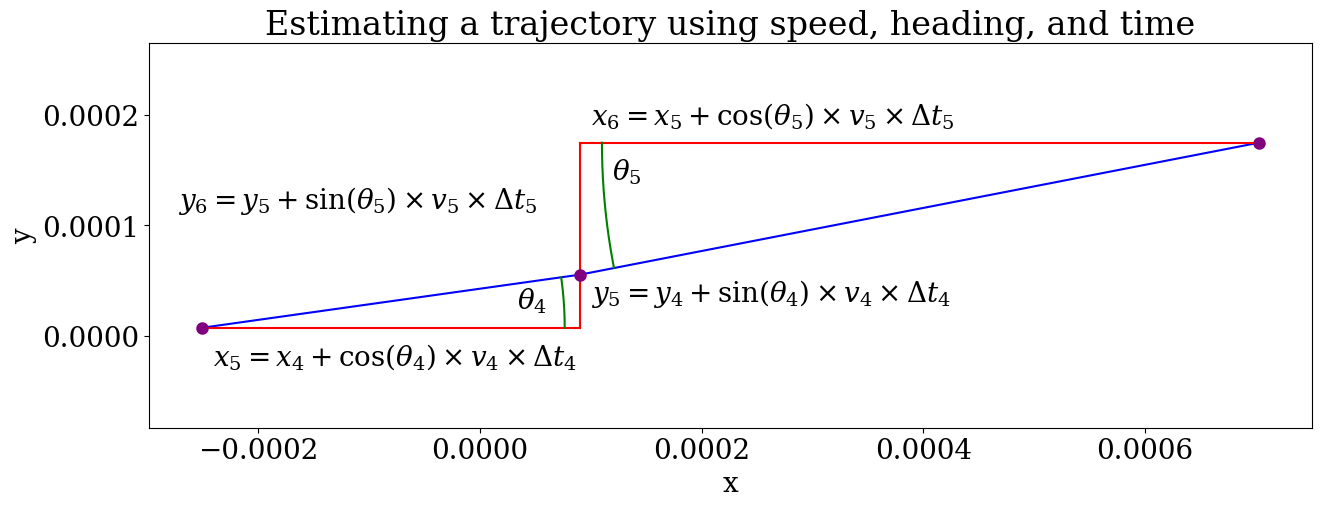 Estimating a trajectory using speed, heading, and time
0.0002
0.0001
0.0000
y
x₆ = x₅ + cos(θ₅) × v₅ × Δt₅
θ₅
y₆ = y₅ + sin(θ₅) × v₅ × Δt₅
θ₄
y₅ = y₄ + sin(θ₄) × v₄ × Δt₄
x₅ = x₄ + cos(θ₄) × v₄ × Δt₄
−0.0002 0.0000 0.0002 0.0004 0.0006
x